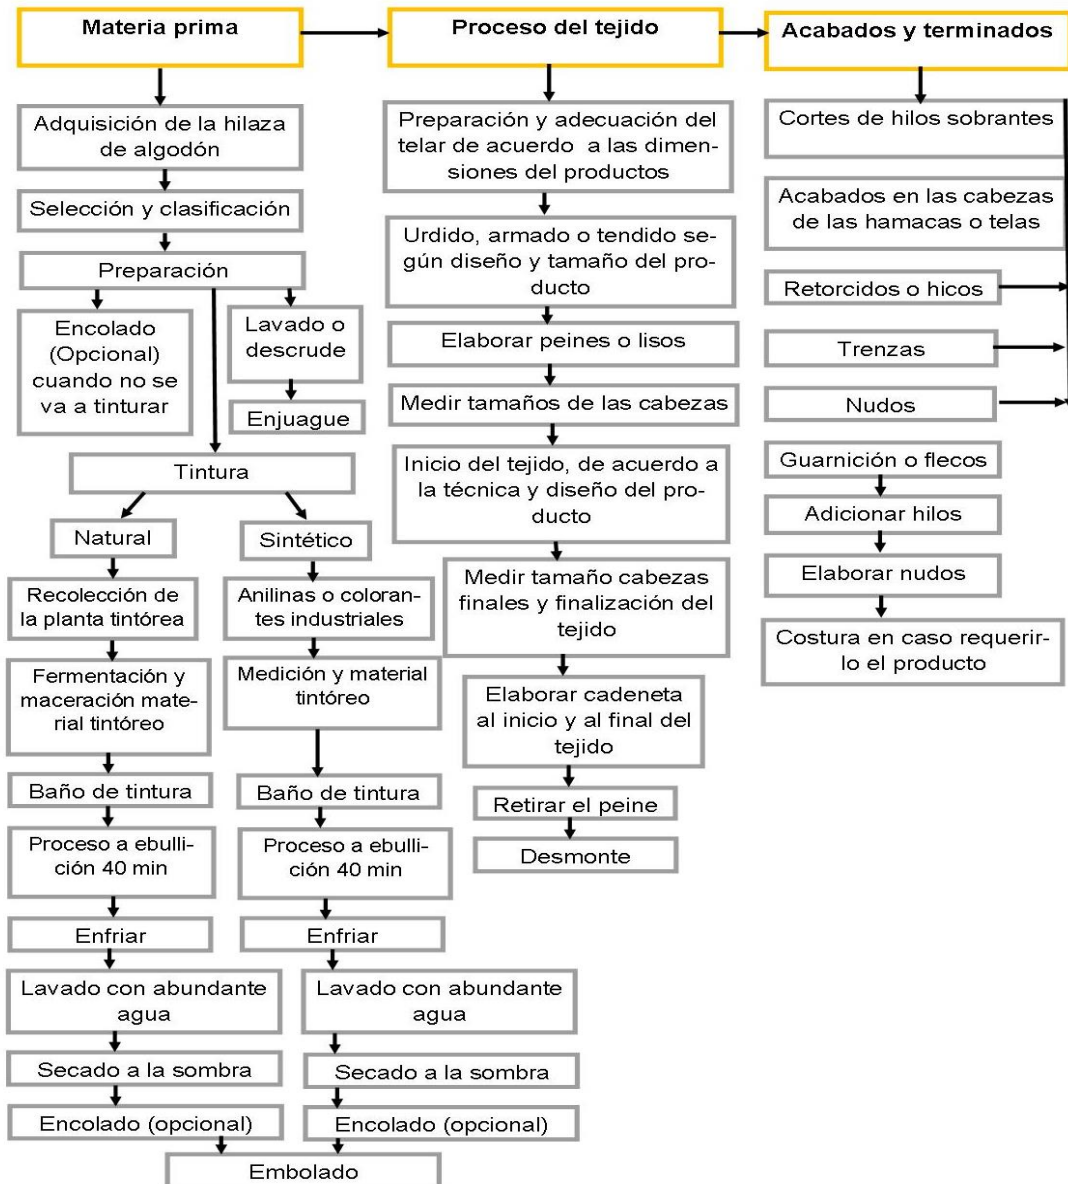 Materia prima
Proceso del tejido
Acabados y terminados
Adquisición de la hilaza
de algodón
Selección y clasificación
Preparación
Encolado
(Opcional)
cuando no se
va a tinturar
Lavado o
descrude
Enjuague
Tintura
Natural
Recolección de
la planta tintórea
Fermentación y
maceración mate-
rial tintóreo
Baño de tintura
Proceso a ebulli-
ción 40 min
Enfriar
Lavado con abundante
agua
Secado a la sombra
Encolado (opcional)
Sintético
Anilinas o coloran-
tes industriales
Medición y material
tintóreo
Baño de tintura
Proceso a ebulli-
ción 40 min
Enfriar
Lavado con abundante
agua
Secado a la sombra
Encolado (opcional)
Embolado
Preparación y adecuación del
telar de acuerdo a las dimen-
siones del productos
Urdido, armado o tendido se-
gún diseño y tamaño del pro-
ducto
Elaborar peines o lisos
Medir tamaños de las cabezas
Inicio del tejido, de acuerdo a
la técnica y diseño del pro-
ducto
Medir tamaño cabezas
finales y finalización del
tejido
Elaborar cadeneta
al inicio y al final del
tejido
Retirar el peine
Desmonte
Cortes de hilos sobrantes
Acabados en las cabezas
de las hamacas o telas
Retorcidos o hicos
Trenzas
Nudos
Guarnición o flecos
Adicionar hilos
Elaborar nudos
Costura en caso requerir-
lo el producto